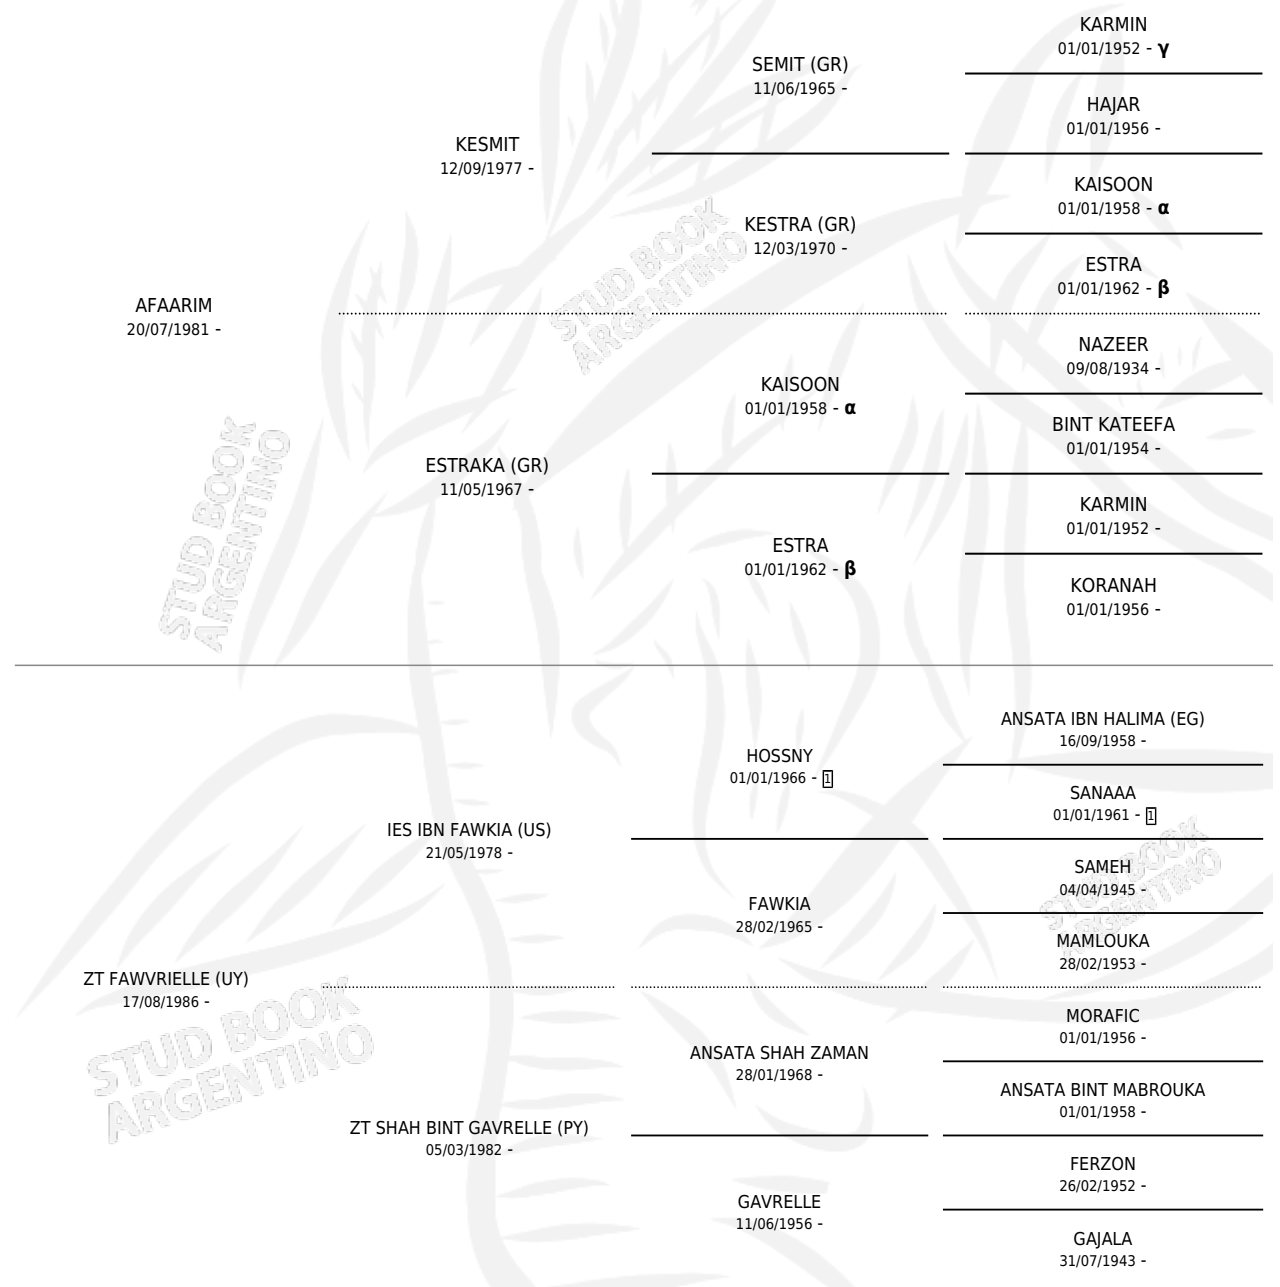 KARMIN
01/01/1952 - γ
SEMIT (GR)
11/06/1965 -
HAJAR
01/01/1956 -
KESMIT
12/09/1977 -
KAISOON
01/01/1958 - α
KESTRA (GR)
12/03/1970 -
ESTRA
01/01/1962 - β
AFAARIM
20/07/1981 -
NAZEER
09/08/1934 -
KAISOON
01/01/1958 - α
BINT KATEEFA
01/01/1954 -
ESTRAKA (GR)
11/05/1967 -
KARMIN
01/01/1952 -
ESTRA
01/01/1962 - β
KORANAH
01/01/1956 -
ANSATA IBN HALIMA (EG)
16/09/1958 -
HOSSNY
01/01/1966 - 1
SANAAA
01/01/1961 - 1
IES IBN FAWKIA (US)
21/05/1978 -
SAMEH
04/04/1945 -
FAWKIA
28/02/1965 -
MAMLOUKA
28/02/1953 -
ZT FAWVRIELLE (UY)
17/08/1986 -
MORAFIC
01/01/1956 -
ANSATA SHAH ZAMAN
28/01/1968 -
ANSATA BINT MABROUKA
01/01/1958 -
ZT SHAH BINT GAVRELLE (PY)
05/03/1982 -
FERZON
26/02/1952 -
GAVRELLE
11/06/1956 -
GAJALA
31/07/1943 -
STUD BOOK
ARGENTINO
STUD BOOK
ARGENTINO
STUD BOOK
ARGENTINO
STUD BOOK
ARGENTINO